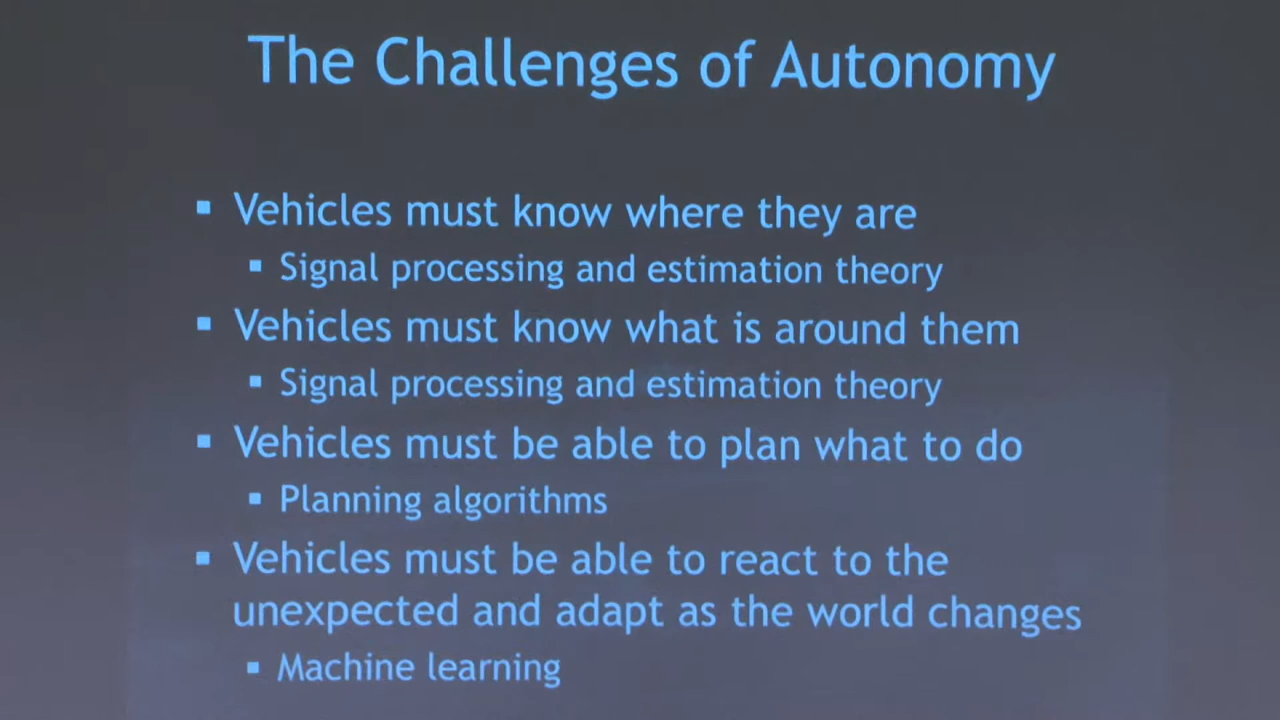 The Challenges of Autonomy
▪ Vehicles must know where they are
▪ Signal processing and estimation theory
▪ Vehicles must know what is around them
▪ Signal processing and estimation theory
▪ Vehicles must be able to plan what to do
▪ Planning algorithms
▪ Vehicles must be able to react to the
unexpected and adapt as the world changes
▪ Machine learning